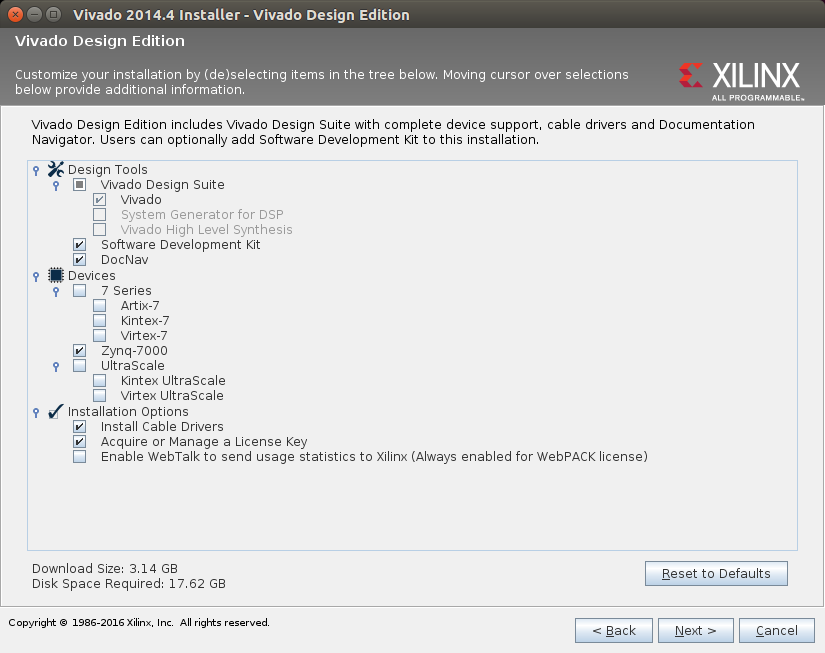 Vivado 2014.4 Installer - Vivado Design Edition
Vivado Design Edition
Customize your installation by (de)selecting items in the tree below. Moving cursor over selections
below provide additional information.
XILINX
ALL PROGRAMMABLE™
Vivado Design Edition includes Vivado Design Suite with complete device support, cable drivers and Documentation
Navigator. Users can optionally add Software Development Kit to this installation.
Design Tools
Vivado Design Suite
Vivado
System Generator for DSP
Vivado High Level Synthesis
Software Development Kit
DocNav
Devices
7 Series
Artix-7
Kintex-7
Virtex-7
Zynq-7000
UltraScale
Kintex UltraScale
Virtex UltraScale
Installation Options
Install Cable Drivers
Acquire or Manage a License Key
Enable WebTalk to send usage statistics to Xilinx (Always enabled for WebPACK license)
Download Size: 3.14 GB
Disk Space Required: 17.62 GB
Reset to Defaults
Copyright © 1986-2016 Xilinx, Inc. All rights reserved.
< Back
Next >
Cancel